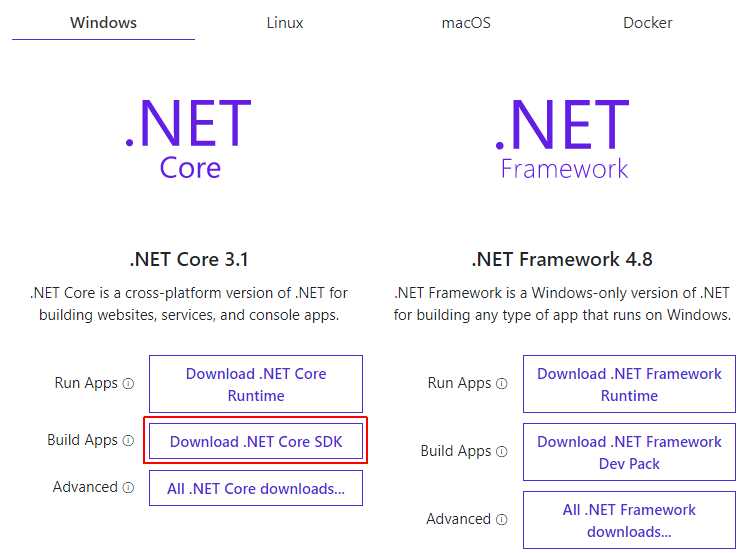 Windows
Linux
macOS
Docker
.NET
Core
.NET Core 3.1
.NET Core is a cross-platform version of .NET for
building websites, services, and console apps.
Run Apps
Download .NET Core
Runtime
Build Apps
Download .NET Core SDK
Advanced
All .NET Core downloads...
.NET
Framework
.NET Framework 4.8
.NET Framework is a Windows-only version of .NET
for building any type of app that runs on Windows.
Run Apps
Download .NET Framework
Runtime
Build Apps
Download .NET Framework
Dev Pack
Advanced
All .NET Framework
downloads...